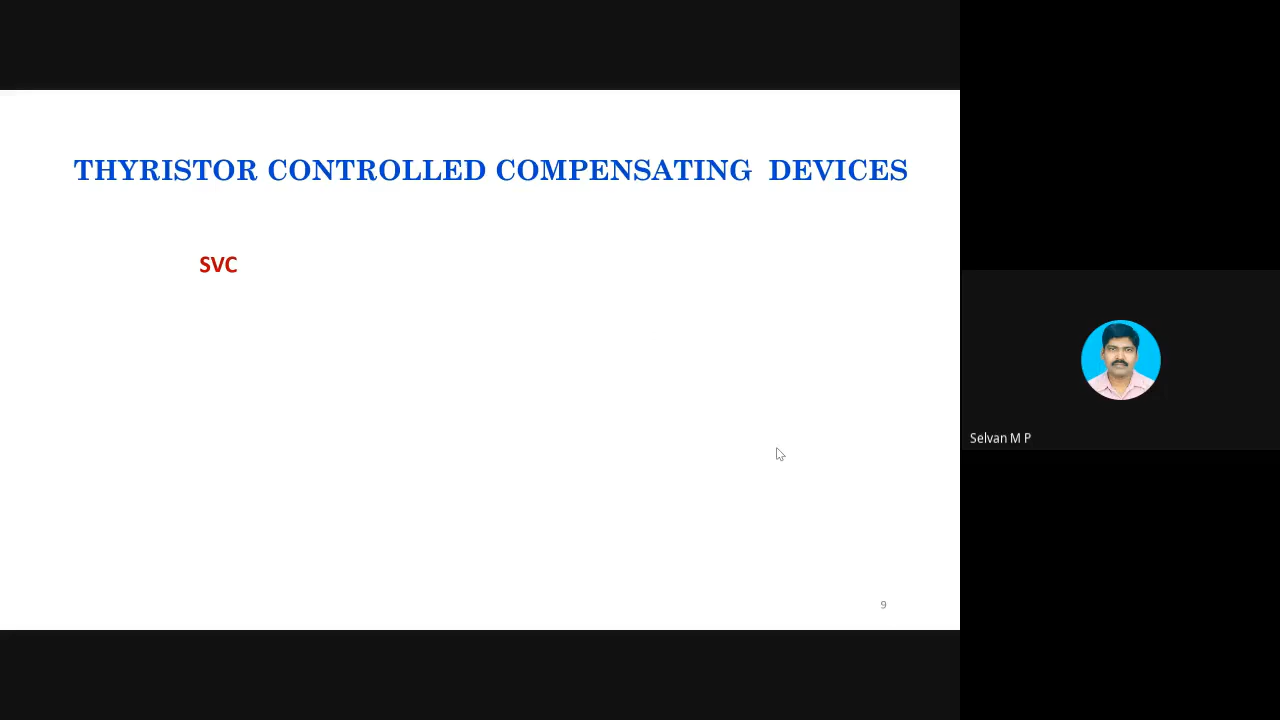 THYRISTOR CONTROLLED COMPENSATING DEVICES
SVC
Selvan M P
9